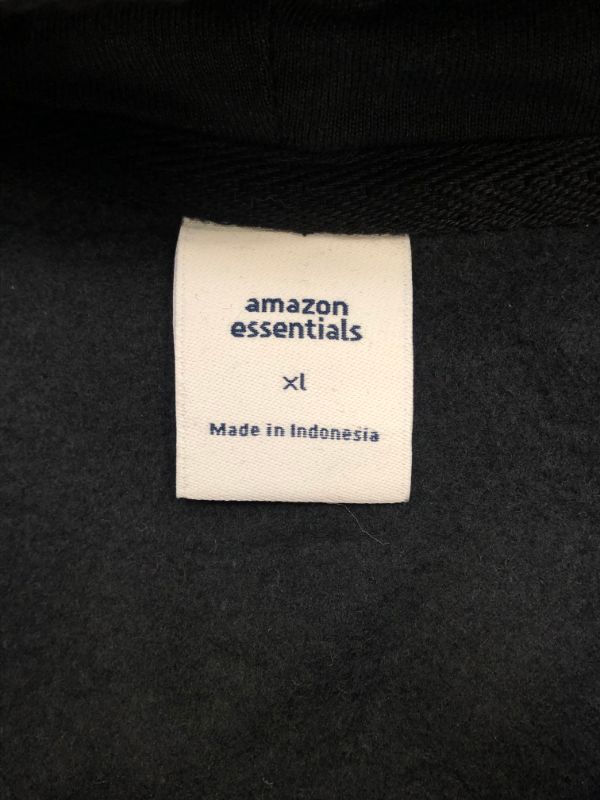 amazon
essentials
xl
Made in Indonesia